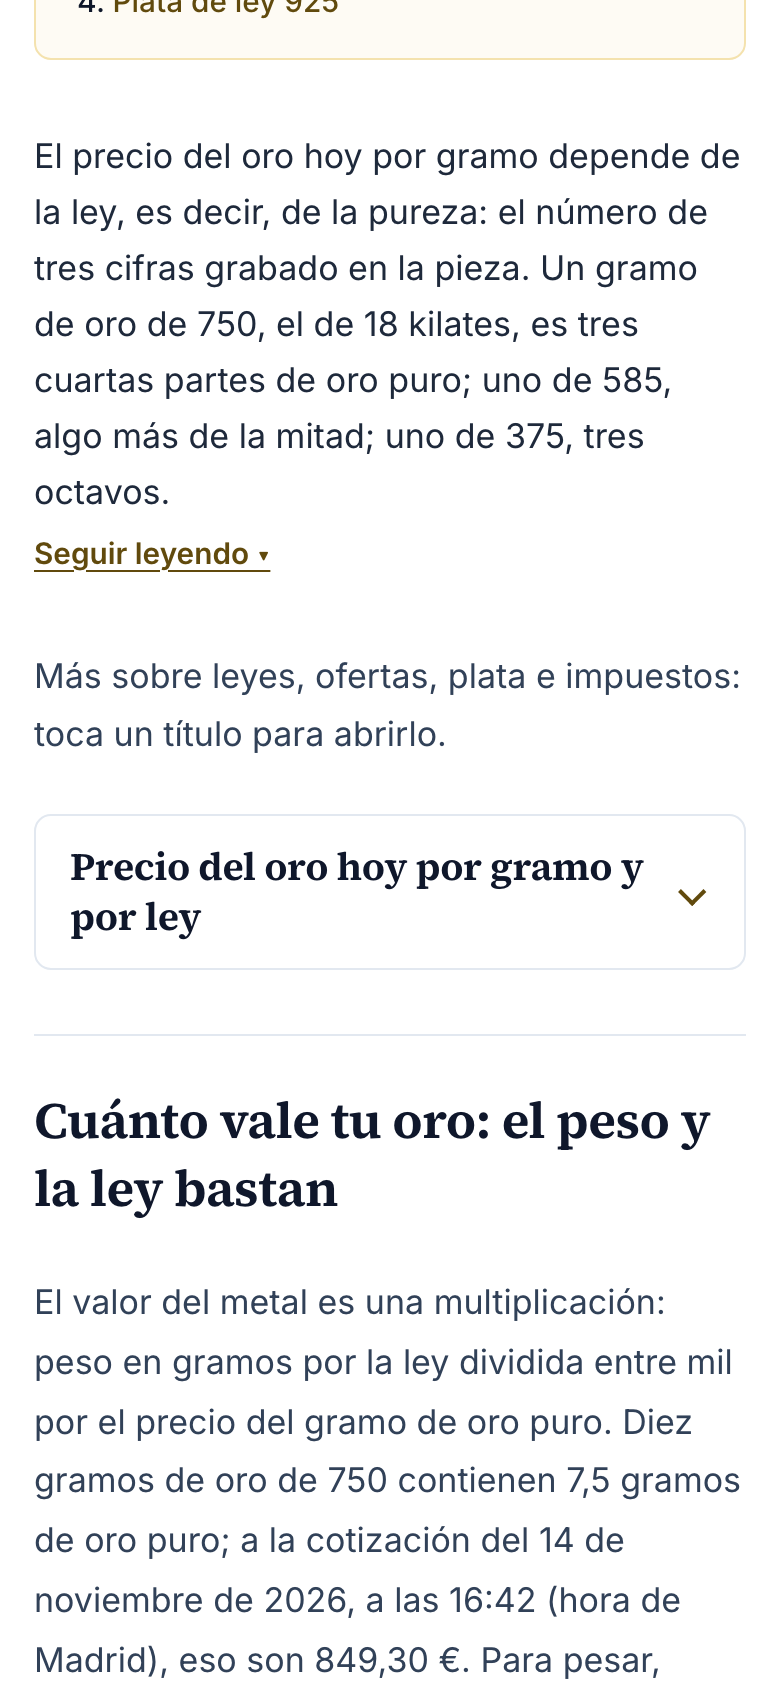 4. Plata de ley 925
El precio del oro hoy por gramo depende de
la ley, es decir, de la pureza: el número de
tres cifras grabado en la pieza. Un gramo
de oro de 750, el de 18 kilates, es tres
cuartas partes de oro puro; uno de 585,
algo más de la mitad; uno de 375, tres
octavos.
Seguir leyendo ▾
Más sobre leyes, ofertas, plata e impuestos:
toca un título para abrirlo.
Precio del oro hoy por gramo y
por ley
Cuánto vale tu oro: el peso y
la ley bastan
El valor del metal es una multiplicación:
peso en gramos por la ley dividida entre mil
por el precio del gramo de oro puro. Diez
gramos de oro de 750 contienen 7,5 gramos
de oro puro; a la cotización del 14 de
noviembre de 2026, a las 16:42 (hora de
Madrid), eso son 849,30 €. Para pesar,